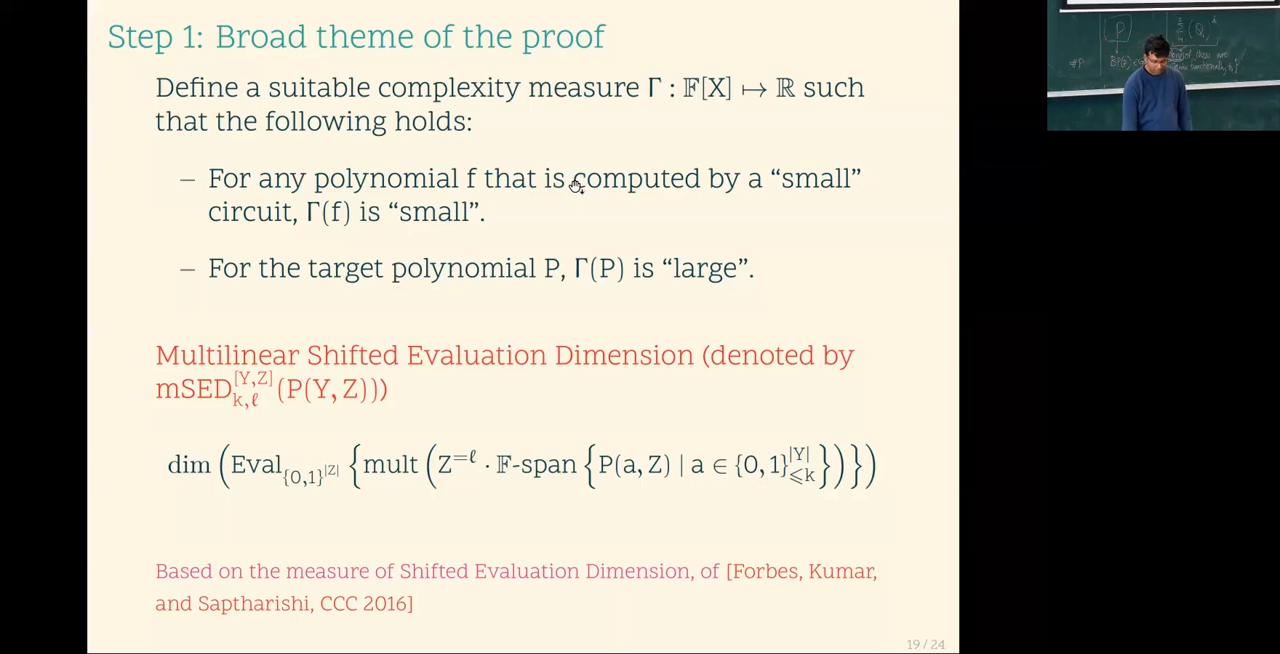 Step 1: Broad theme of the proof
Define a suitable complexity measure Γ : 𝔽[X] ↦ ℝ such
that the following holds:
– For any polynomial f that is computed by a “small”
circuit, Γ(f) is “small”.
– For the target polynomial P, Γ(P) is “large”.
Multilinear Shifted Evaluation Dimension (denoted by
mSED^{[Y,Z]}_{k,ℓ}(P(Y, Z)))
dim (Eval_{{0,1}^{|Z|}} {mult (Z^{=ℓ} · 𝔽-span {P(a, Z) | a ∈ {0, 1}^{|Y|}_{⩽k}})})
Based on the measure of Shifted Evaluation Dimension, of [Forbes, Kumar,
and Saptharishi, CCC 2016]
19 / 24
#P
P